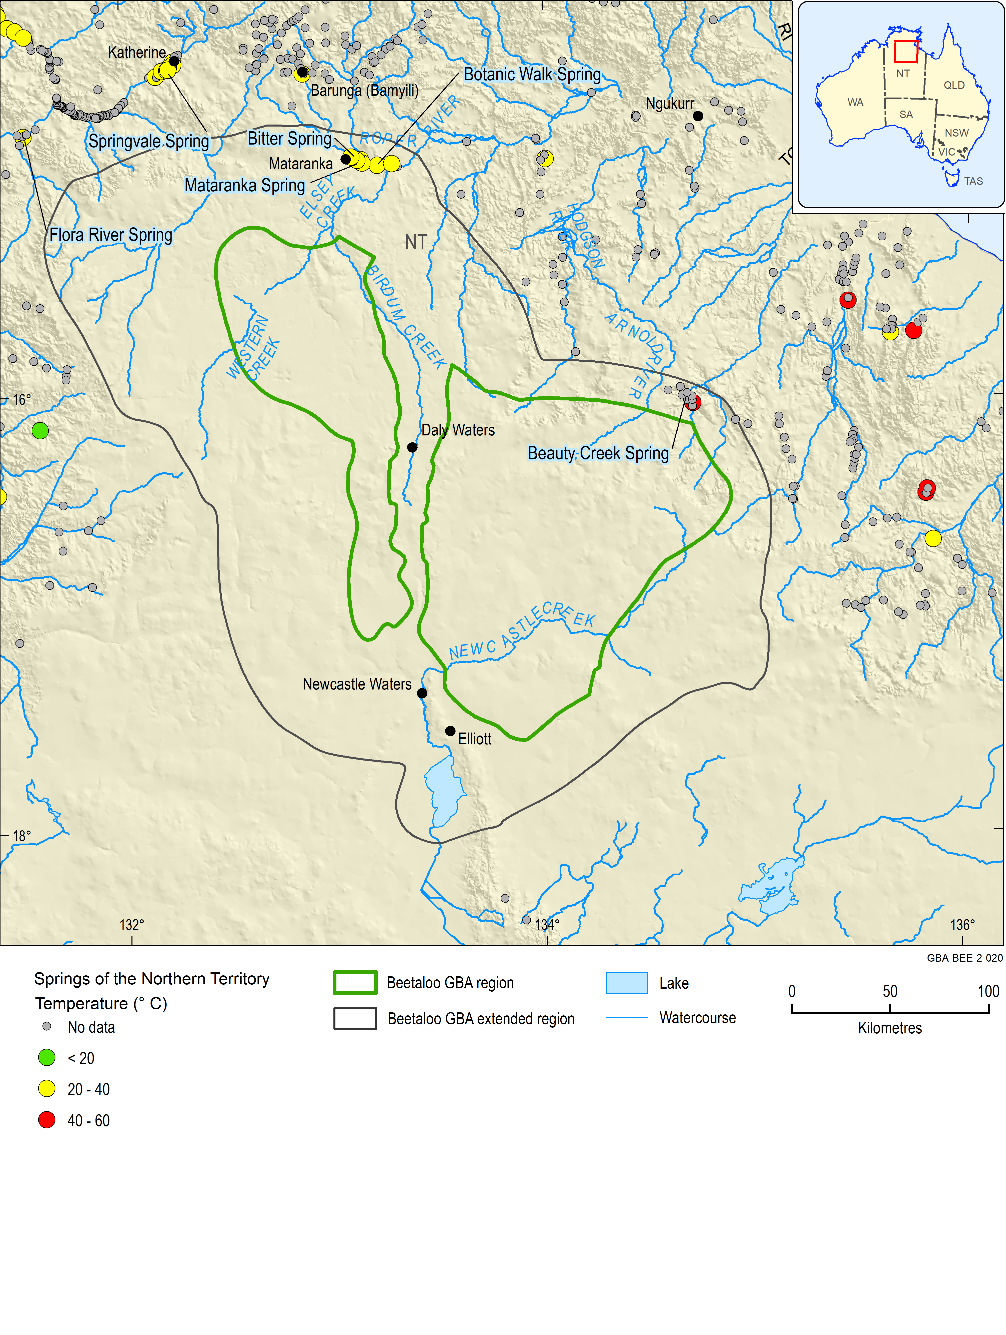 Katherine
Barunga (Bamyili)
Botanic Walk Spring
Ngukurr
Springvale Spring
Bitter Spring
ROPER RIVER
Mataranka
Mataranka Spring
ELSEY
CREEK
Flora River Spring
NT
HODGSON
RIVER
BIRDUM CREEK
WESTERN
CREEK
ARNOLD RIVER
16°
Daly Waters
Beauty Creek Spring
NEWCASTLE CREEK
Newcastle Waters
Elliott
18°
132°
134°
136°
RI
TO
WA
NT
QLD
SA
NSW
VIC
TAS
GBA BEE 2 020
Springs of the Northern Territory
Temperature (° C)
No data
< 20
20 - 40
40 - 60
Beetaloo GBA region
Beetaloo GBA extended region
Lake
Watercourse
0 50 100
Kilometres